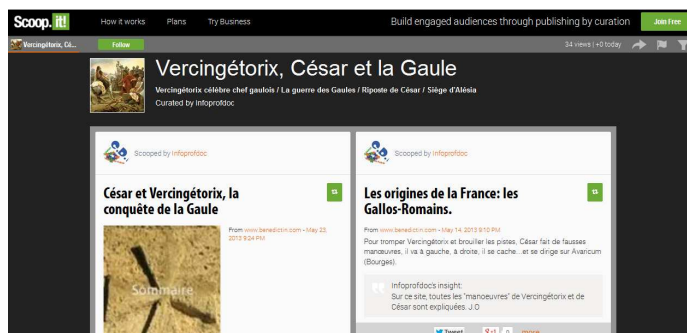 Scoop.it!
How it works Plans Try Business Build engaged audiences through publishing by curation Join Free
Vercingétorix, Cé... Follow 34 views | +0 today
Vercingétorix, César et la Gaule
Vercingétorix célèbre chef gaulois / La guerre des Gaules / Riposte de César / Siège d'Alésia
Curated by Infoprofdoc
Scooped by Infoprofdoc
César et Vercingétorix, la
conquête de la Gaule
From www.benedictin.com - May 23,
2013 9:24 PM
Sommaire
Scooped by Infoprofdoc
Les origines de la France: les
Gallos-Romains.
From www.benedictin.com - May 14, 2013 9:10 PM
Pour tromper Vercingétorix et brouiller les pistes, César fait de fausses
manœuvres, il va à gauche, à droite, il se cache...et se dirige sur Avaricum
(Bourges).
Infoprofdoc's insight:
Sur ce site, toutes les "manoeuvres" de Vercingétorix et de
César sont expliquées. J.O
Tweet +1 0 more...